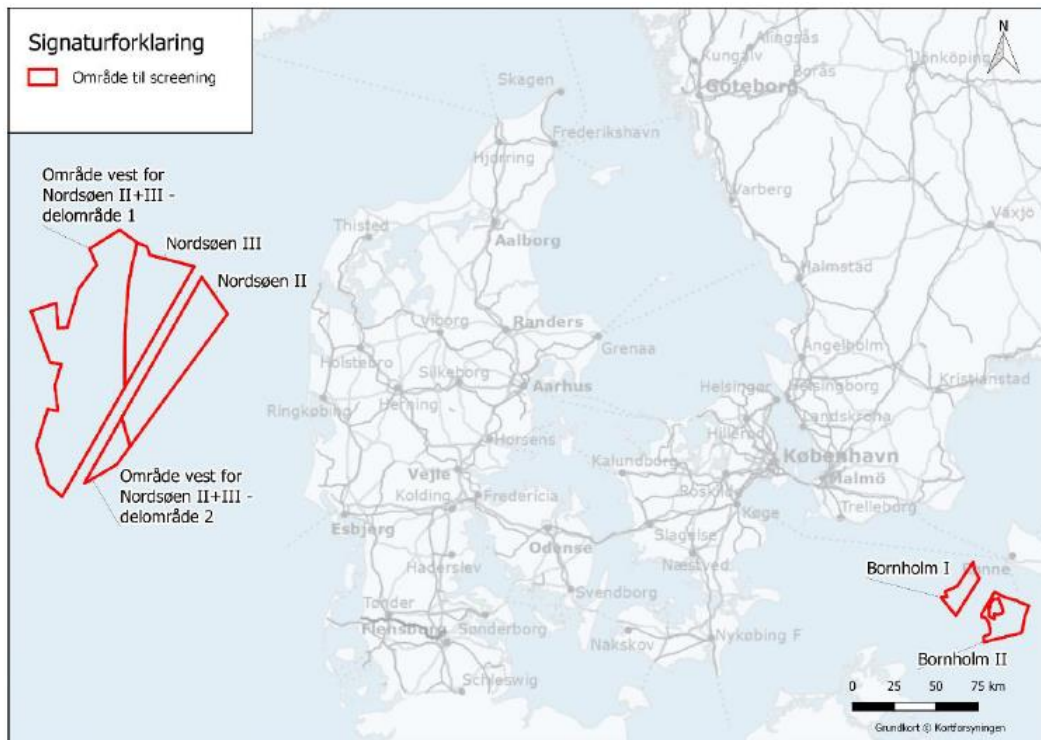 Signaturforklaring
Område til screening
N
Område vest for
Nordsøen II+III -
delområde 1
Nordsøen III
Nordsøen II
Område vest for
Nordsøen II+III -
delområde 2
Bornholm I
Bornholm II
Skagen
Frederikshavn
Hjørring
Thisted
Aalborg
Viborg
Randers
Grenaa
Holstebro
Silkeborg
Aarhus
Ringkøbing
Herning
Horsens
Vejle
Kolding
Fredericia
Esbjerg
Odense
Haderslev
Svendborg
Tønder
Sønderborg
Flensborg
Schleswig
Kalundborg
Roskild
Køge
Slagelse
Næstved
Nakskov
Nykøbing F
Helsingør
Helsingborg
Hillerød
Landskrona
København
Malmö
Trelleborg
Kungälv
Alingsås
Göteborg
Borås
Jönköping
Varberg
Växjö
Halmstad
Ängelholm
Kristianstad
Rønne
0 25 50 75 km
Grundkort © Kortforsyningen